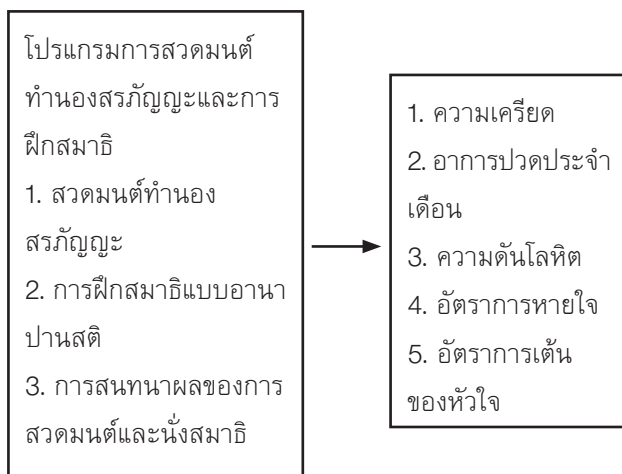 โปรแกรมการสวดมนต์
ทำนองสรภัญญะและการ
ฝึกสมาธิ
1. สวดมนต์ทำนอง
สรภัญญะ
2. การฝึกสมาธิแบบอานา
ปานสติ
3. การสนทนาผลของการ
สวดมนต์และนั่งสมาธิ
1. ความเครียด
2. อาการปวดประจำ
เดือน
3. ความดันโลหิต
4. อัตราการหายใจ
5. อัตราการเต้น
ของหัวใจ